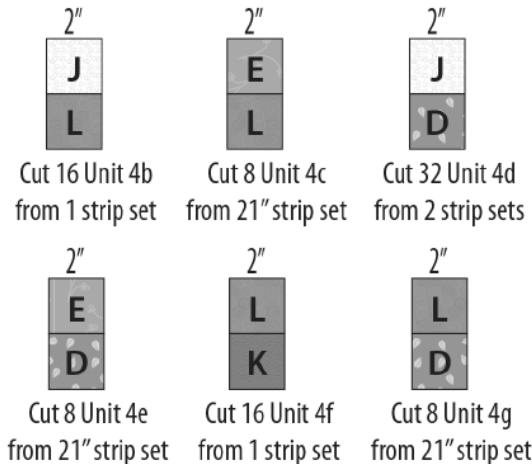 2" 2" 2"
J E J
L L D
Cut 16 Unit 4b Cut 8 Unit 4c Cut 32 Unit 4d
from 1 strip set from 21" strip set from 2 strip sets
2" 2" 2"
E L L
D K D
Cut 8 Unit 4e Cut 16 Unit 4f Cut 8 Unit 4g
from 21" strip set from 1 strip set from 21" strip set